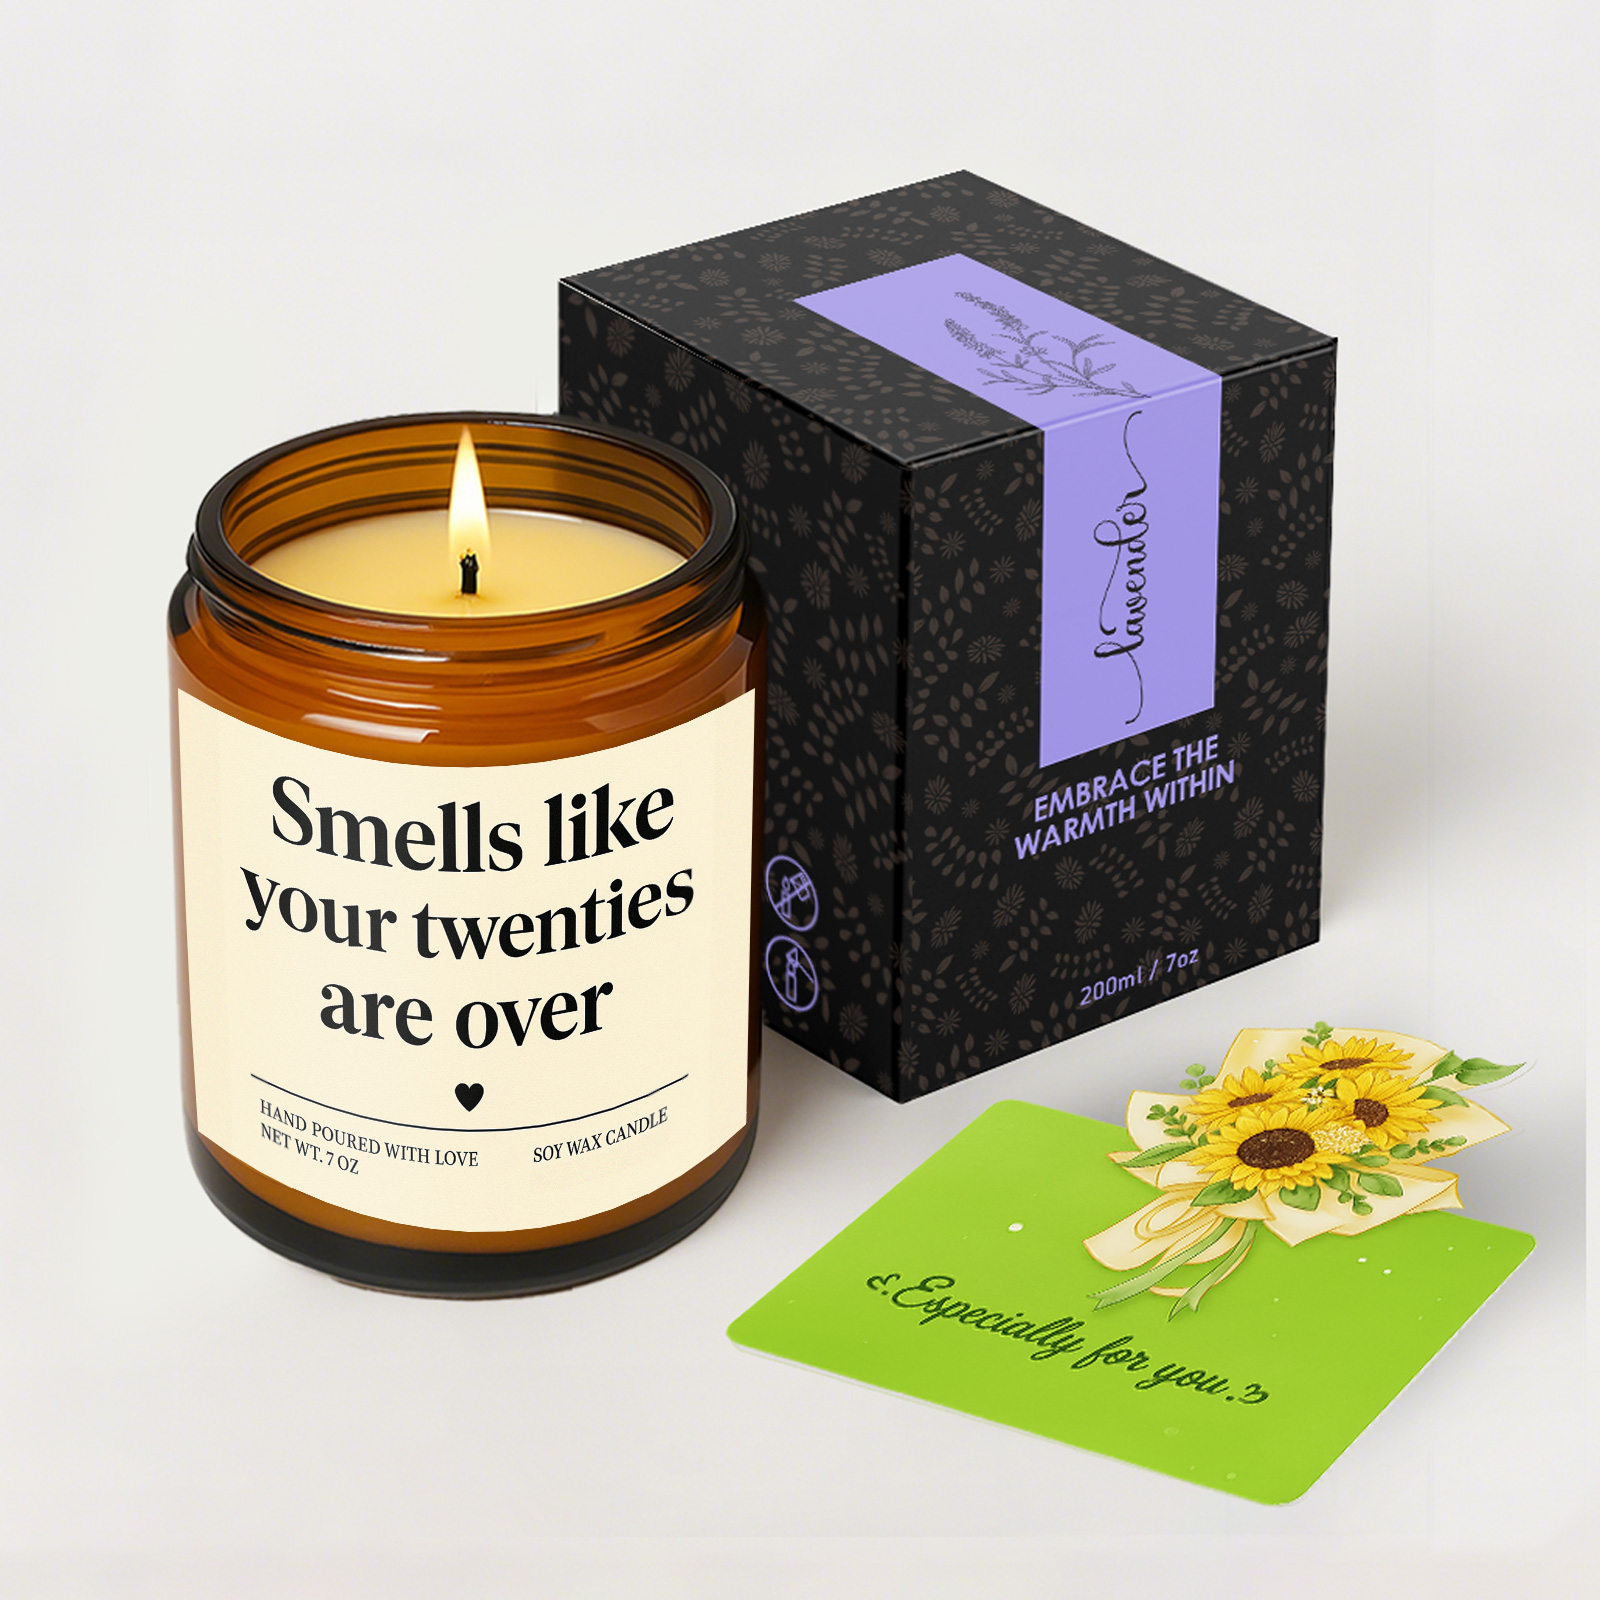 Smells like
your twenties
are over
HAND POURED WITH LOVE
NET WT. 7 OZ
SOY WAX CANDLE
lavender
EMBRACE THE
WARMTH WITHIN
200ml / 7oz
Especially for you.